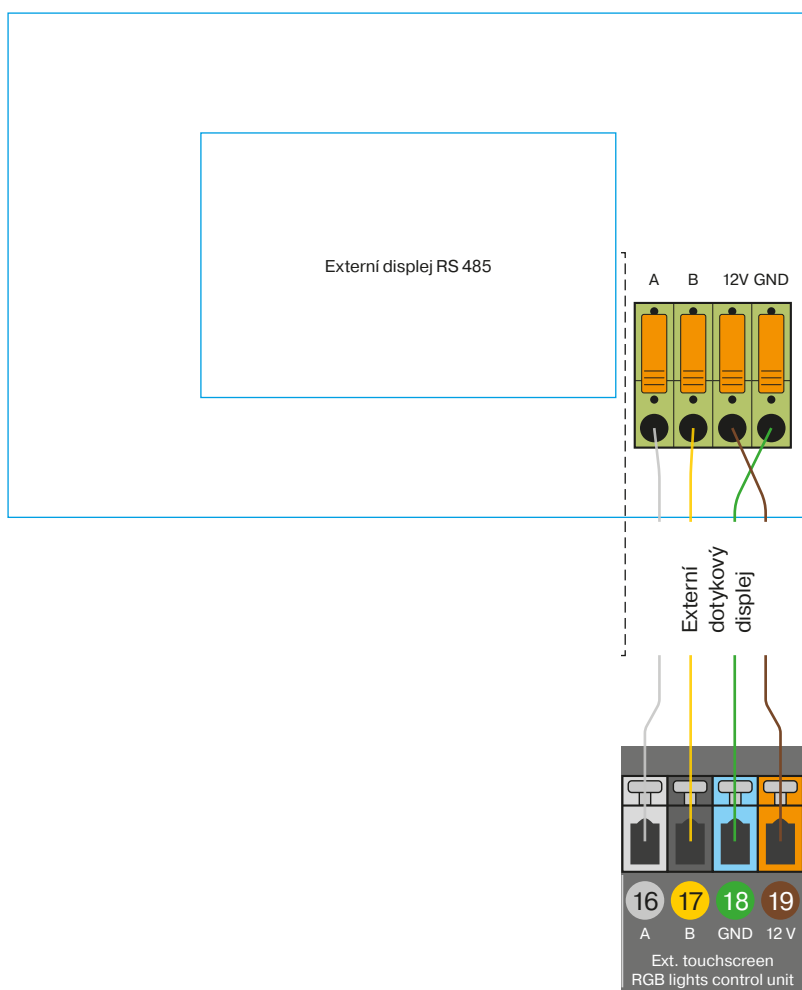 Externí displej RS 485
A B 12V GND
Externí
dotykový
displej
16 17 18 19
A B GND 12 V
Ext. touchscreen
RGB lights control unit